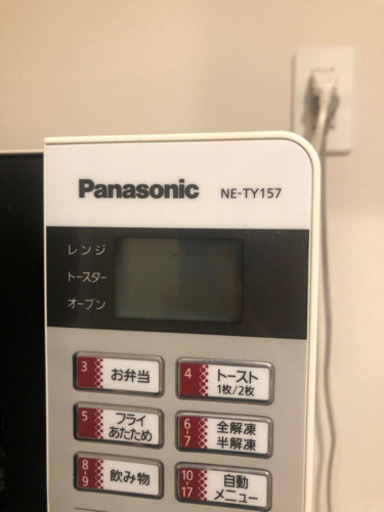 Panasonic NE-TY157
レンジ
トースター
オーブン
3 お弁当
4 トースト
1枚/2枚
5 フライ
あたため
6-7 全解凍
半解凍
8-9 飲み物
10-17 自動
メニュー